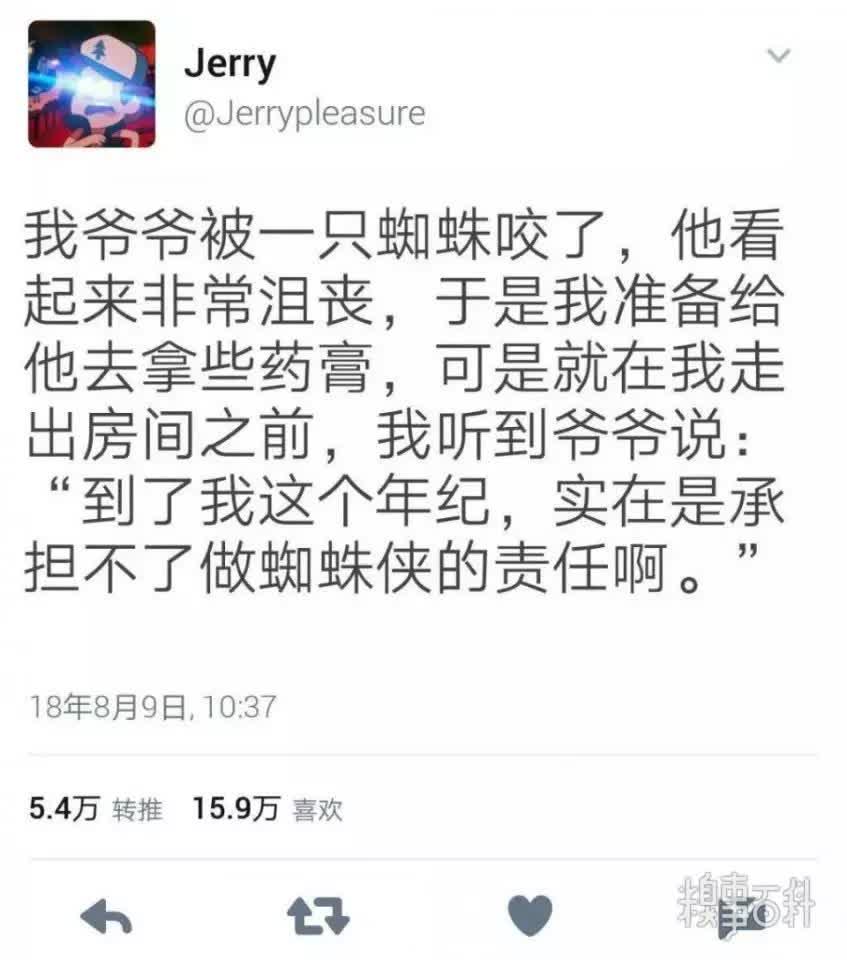 Jerry
@Jerrypleasure
我爷爷被一只蜘蛛咬了，他看
起来非常沮丧，于是我准备给
他去拿些药膏，可是就在我走
出房间之前，我听到爷爷说：
“到了我这个年纪，实在是承
担不了做蜘蛛侠的责任啊。”
18年8月9日, 10:37
5.4万 转推 15.9万 喜欢
糗事百科